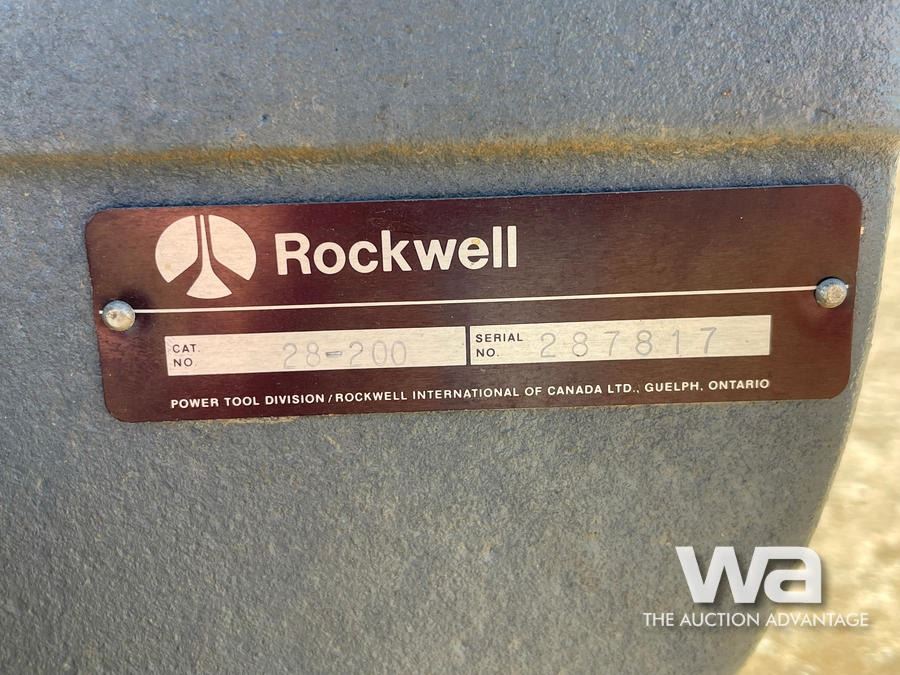 Rockwell
CAT. NO. 28-200
SERIAL NO. 287817
POWER TOOL DIVISION / ROCKWELL INTERNATIONAL OF CANADA LTD., GUELPH, ONTARIO
wa
THE AUCTION ADVANTAGE